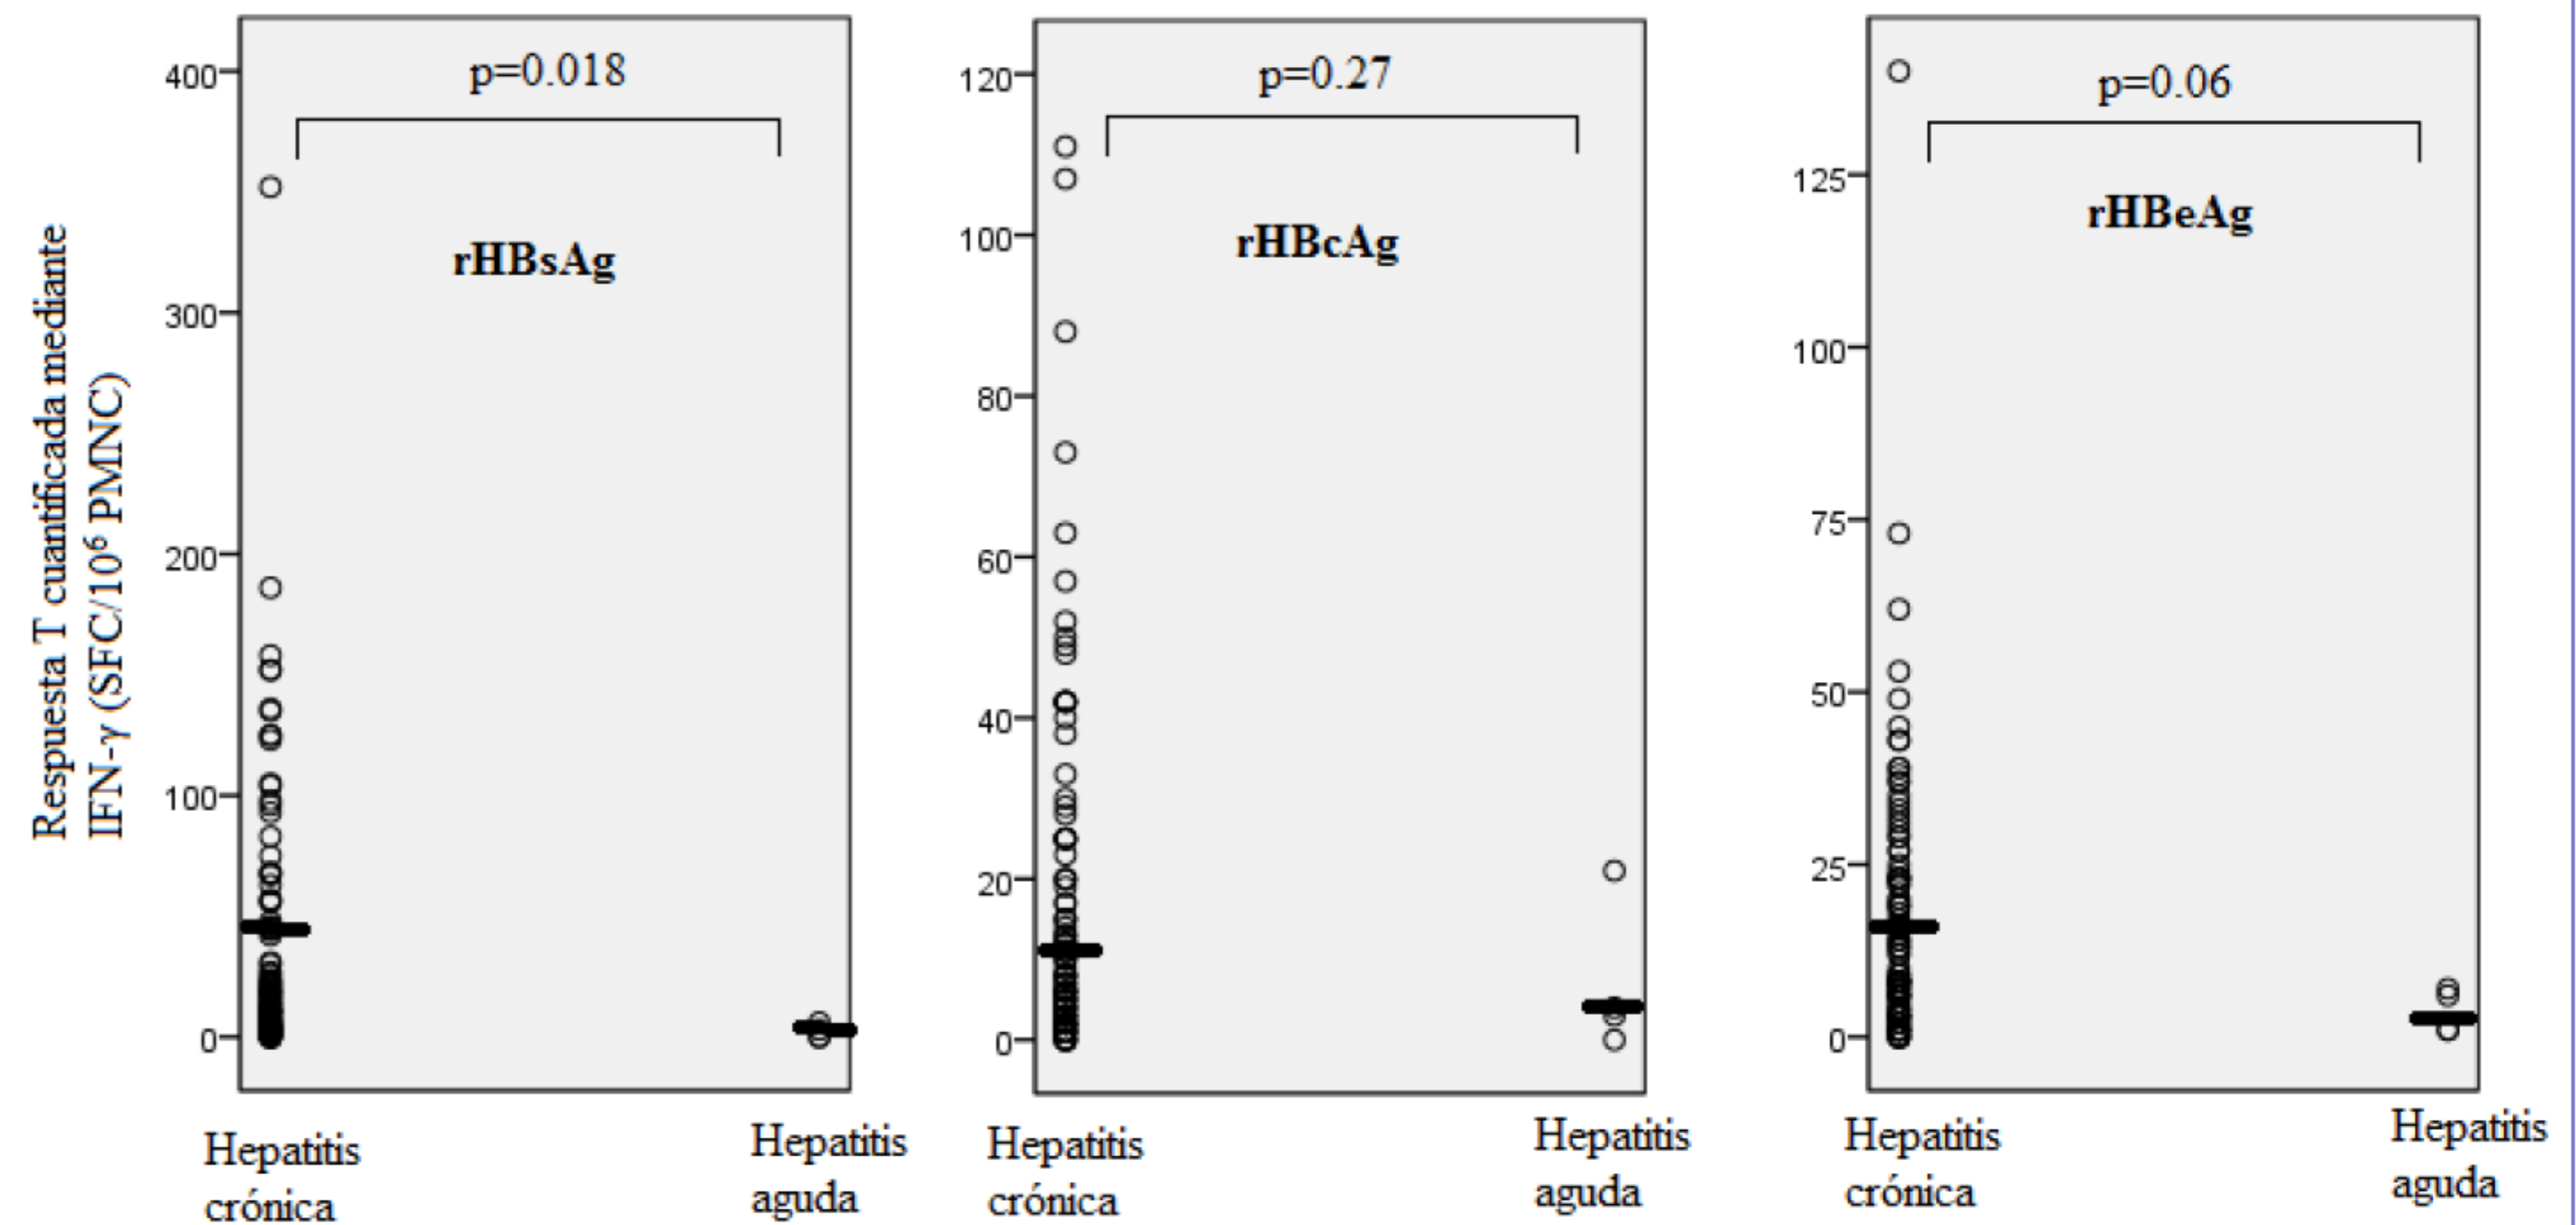 Respuesta T cuantificada mediante
IFN-γ (SFC/10⁶ PMNC)
400
300
200
100
0
p=0.018
rHBsAg
Hepatitis
crónica
Hepatitis
aguda
120
100
80
60
40
20
0
p=0.27
rHBcAg
Hepatitis
crónica
Hepatitis
aguda
125
100
75
50
25
0
p=0.06
rHBeAg
Hepatitis
crónica
Hepatitis
aguda